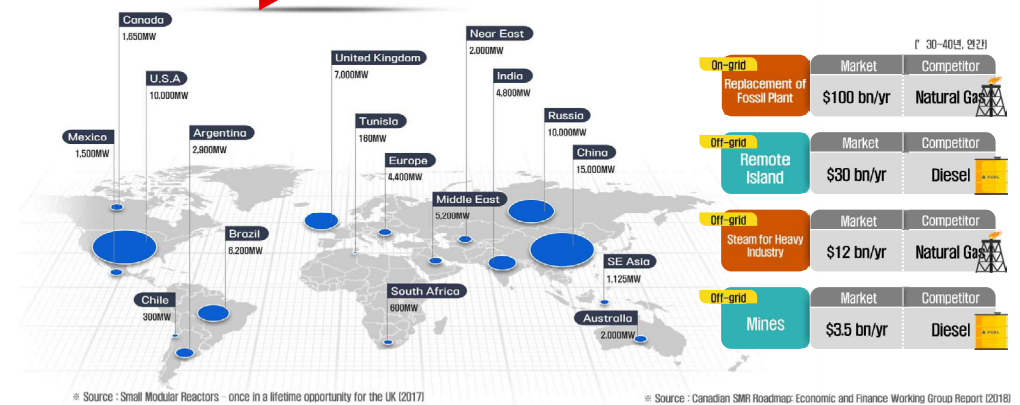 Canada
1,650MW
U.S.A
10,000MW
Mexico
1,500MW
Argentina
2,900MW
Brazil
6,200MW
Chile
300MW
United Kingdom
7,000MW
Tunisia
160MW
Europe
4,400MW
Near East
2,000MW
India
4,800MW
Russia
10,000MW
China
15,000MW
Middle East
5,200MW
South Africa
600MW
SE Asia
1,125MW
Australla
2,000MW
※ Source : Small Modular Reactors - once in a lifetime opportunity for the UK (2017)
(' 30~40년, 연간)
On-grid
Replacement of
Fossil Plant
Market
Competitor
$100 bn/yr
Natural Gas
Off-grid
Remote
Island
Market
Competitor
$30 bn/yr
Diesel
FUEL
Off-grid
Steam for Heavy
Industry
Market
Competitor
$12 bn/yr
Natural Gas
Off-grid
Mines
Market
Competitor
$3.5 bn/yr
Diesel
FUEL
※ Source : Canadian SMR Roadmap: Economic and Finance Working Group Report (2018)